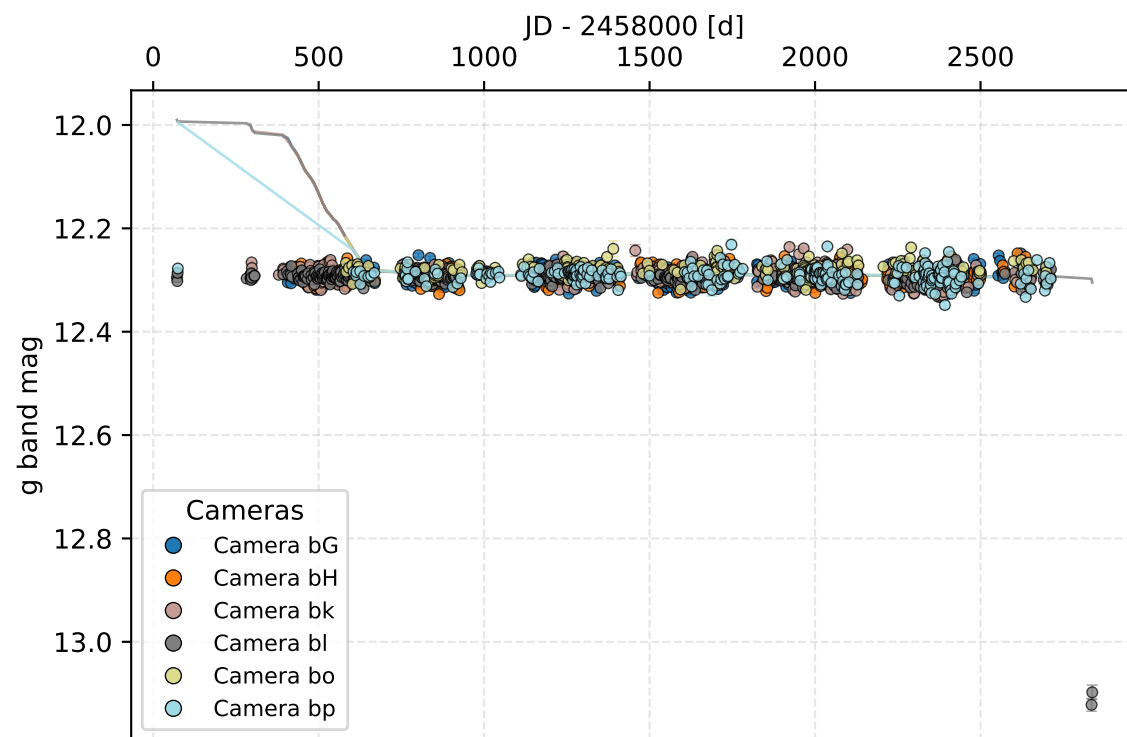 JD - 2458000 [d]
0 500 1000 1500 2000 2500
12.0
12.2
12.4
12.6
12.8
13.0
g band mag
Cameras
Camera bG
Camera bH
Camera bk
Camera bl
Camera bo
Camera bp